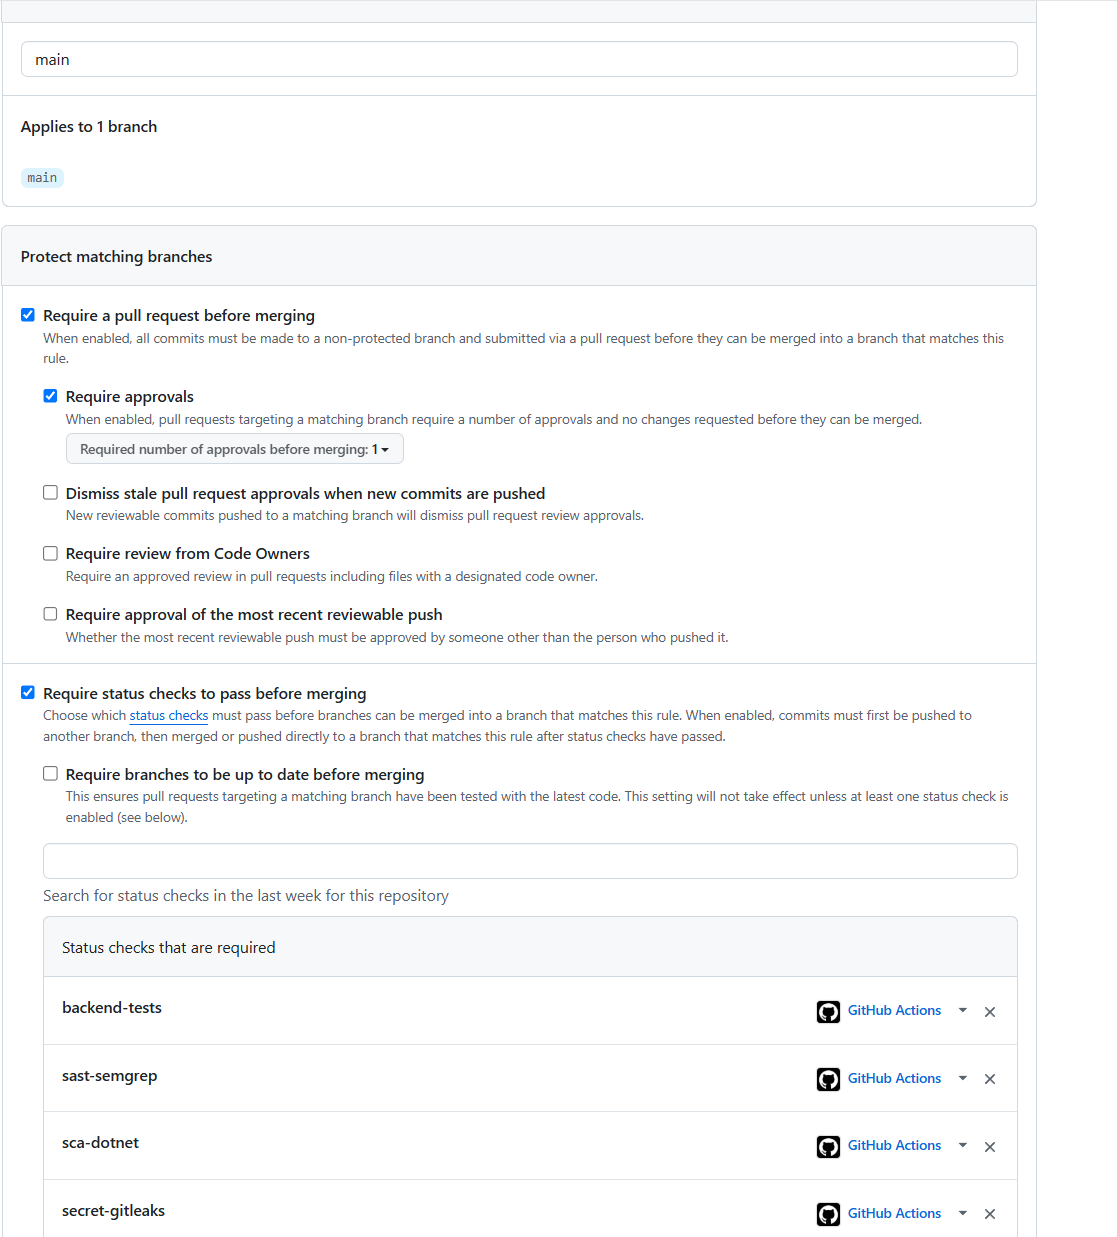 main
Applies to 1 branch
main
Protect matching branches
Require a pull request before merging
When enabled, all commits must be made to a non-protected branch and submitted via a pull request before they can be merged into a branch that matches this
rule.
Require approvals
When enabled, pull requests targeting a matching branch require a number of approvals and no changes requested before they can be merged.
Required number of approvals before merging: 1
Dismiss stale pull request approvals when new commits are pushed
New reviewable commits pushed to a matching branch will dismiss pull request review approvals.
Require review from Code Owners
Require an approved review in pull requests including files with a designated code owner.
Require approval of the most recent reviewable push
Whether the most recent reviewable push must be approved by someone other than the person who pushed it.
Require status checks to pass before merging
Choose which status checks must pass before branches can be merged into a branch that matches this rule. When enabled, commits must first be pushed to
another branch, then merged or pushed directly to a branch that matches this rule after status checks have passed.
Require branches to be up to date before merging
This ensures pull requests targeting a matching branch have been tested with the latest code. This setting will not take effect unless at least one status check is
enabled (see below).
Search for status checks in the last week for this repository
Status checks that are required
backend-tests GitHub Actions
sast-semgrep GitHub Actions
sca-dotnet GitHub Actions
secret-gitleaks GitHub Actions